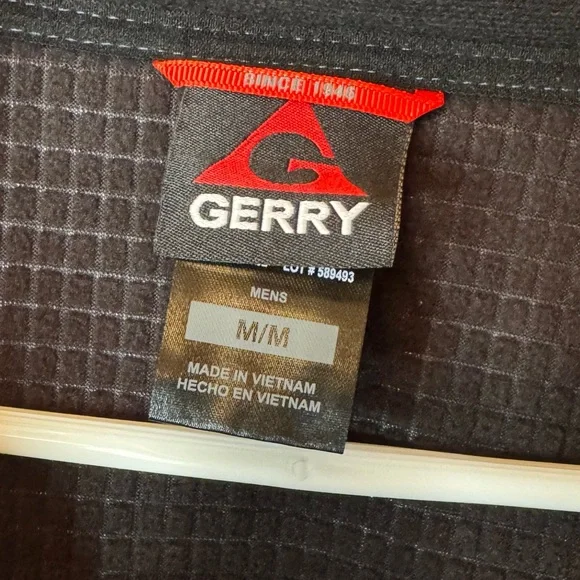 SINCE 1946
G
GERRY
LOT # 589493
MENS
M/M
MADE IN VIETNAM
HECHO EN VIETNAM